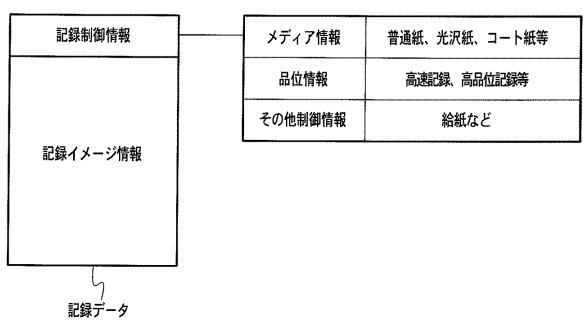 記録制御情報
記録イメージ情報
記録データ
メディア情報 普通紙、光沢紙、コート紙等
品位情報 高速記録、高品位記録等
その他制御情報 給紙など